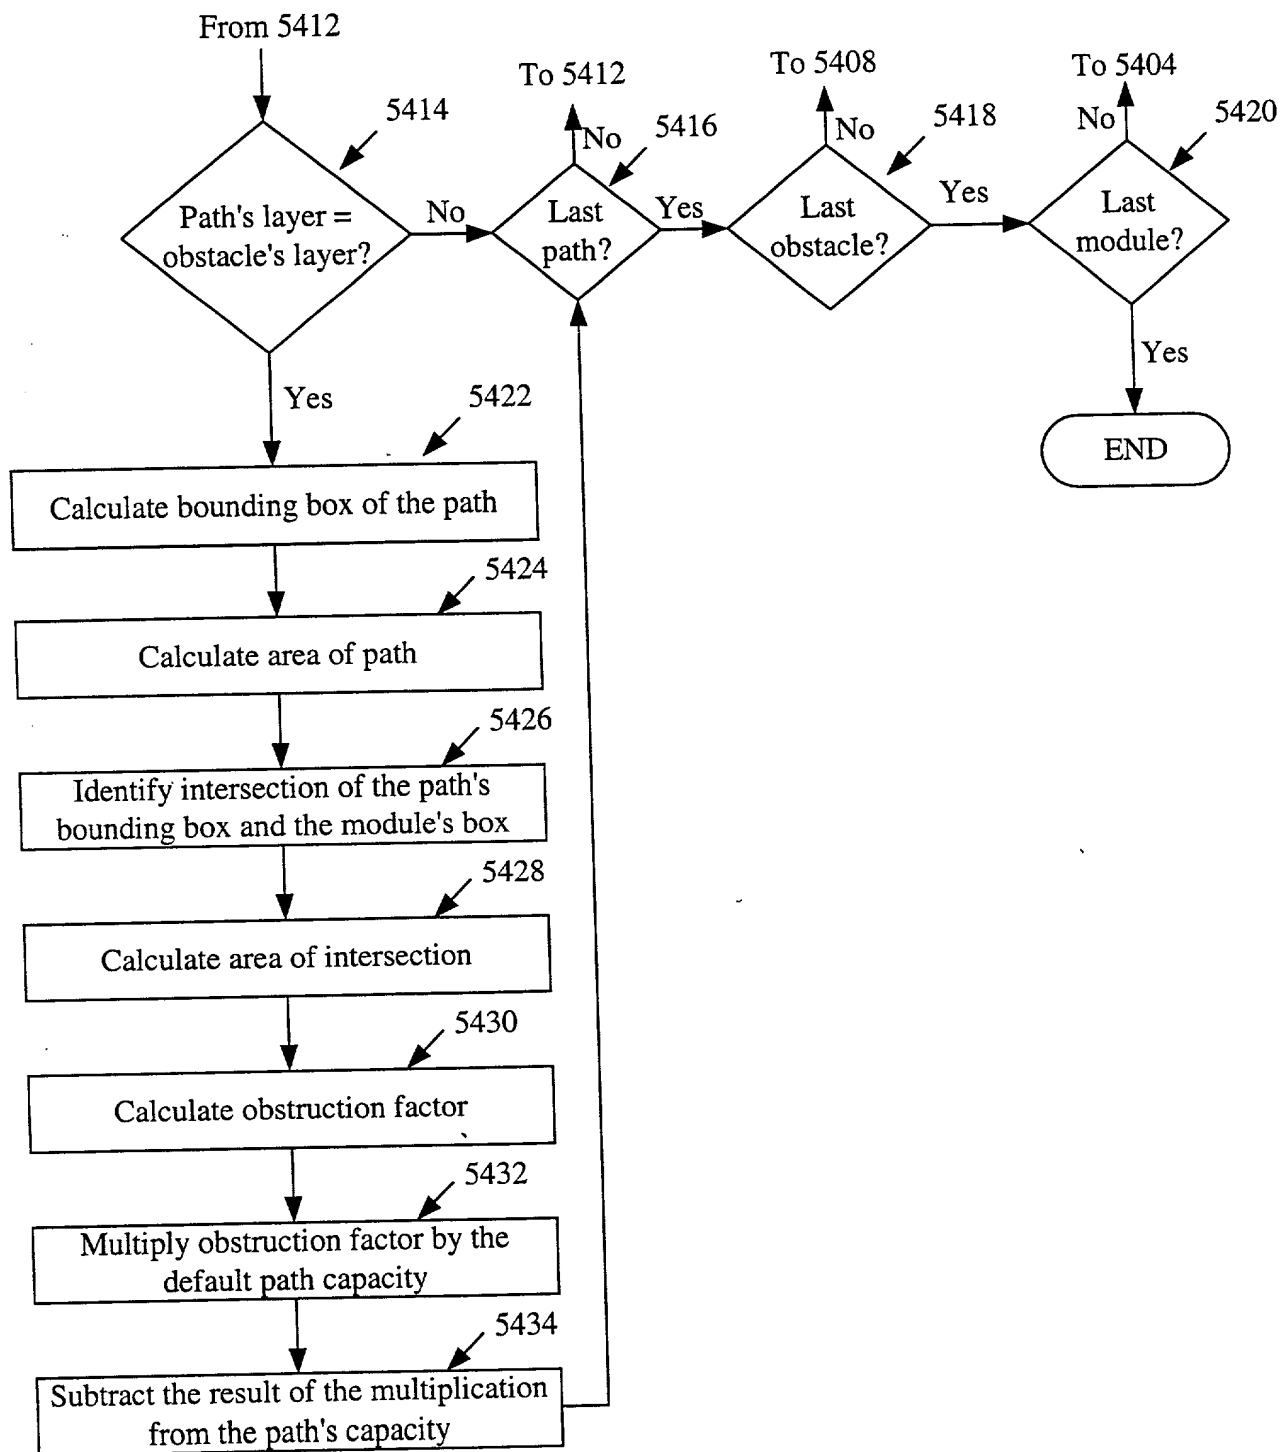 From 5412
To 5412
To 5408
To 5404
5414
5416
5418
5420
No
No
No
Path's layer =
obstacle's layer?
No
Last
path?
Yes
Last
obstacle?
Yes
Last
module?
Yes
Yes
END
5422
Calculate bounding box of the path
5424
Calculate area of path
5426
Identify intersection of the path's
bounding box and the module's box
5428
Calculate area of intersection
5430
Calculate obstruction factor
5432
Multiply obstruction factor by the
default path capacity
5434
Subtract the result of the multiplication
from the path's capacity